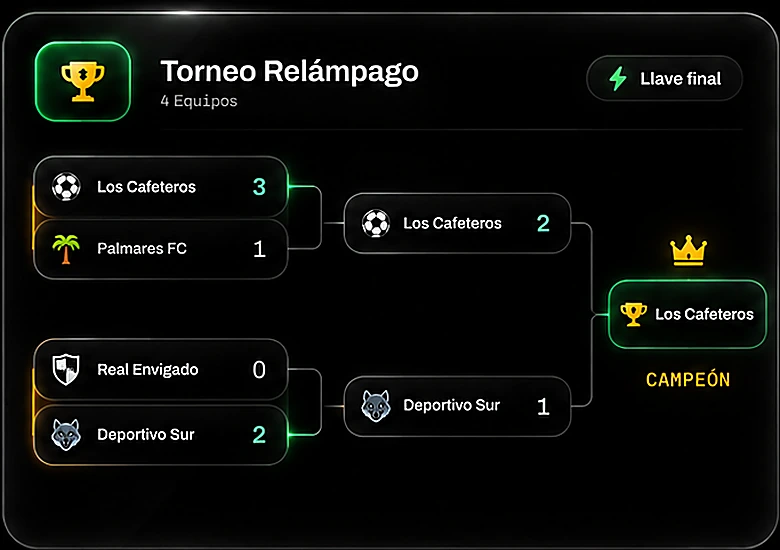 Torneo Relámpago
4 Equipos
Llave final
Los Cafeteros 3
Palmares FC 1
Real Envigado 0
Deportivo Sur 2
Los Cafeteros 2
Deportivo Sur 1
Los Cafeteros
CAMPEÓN